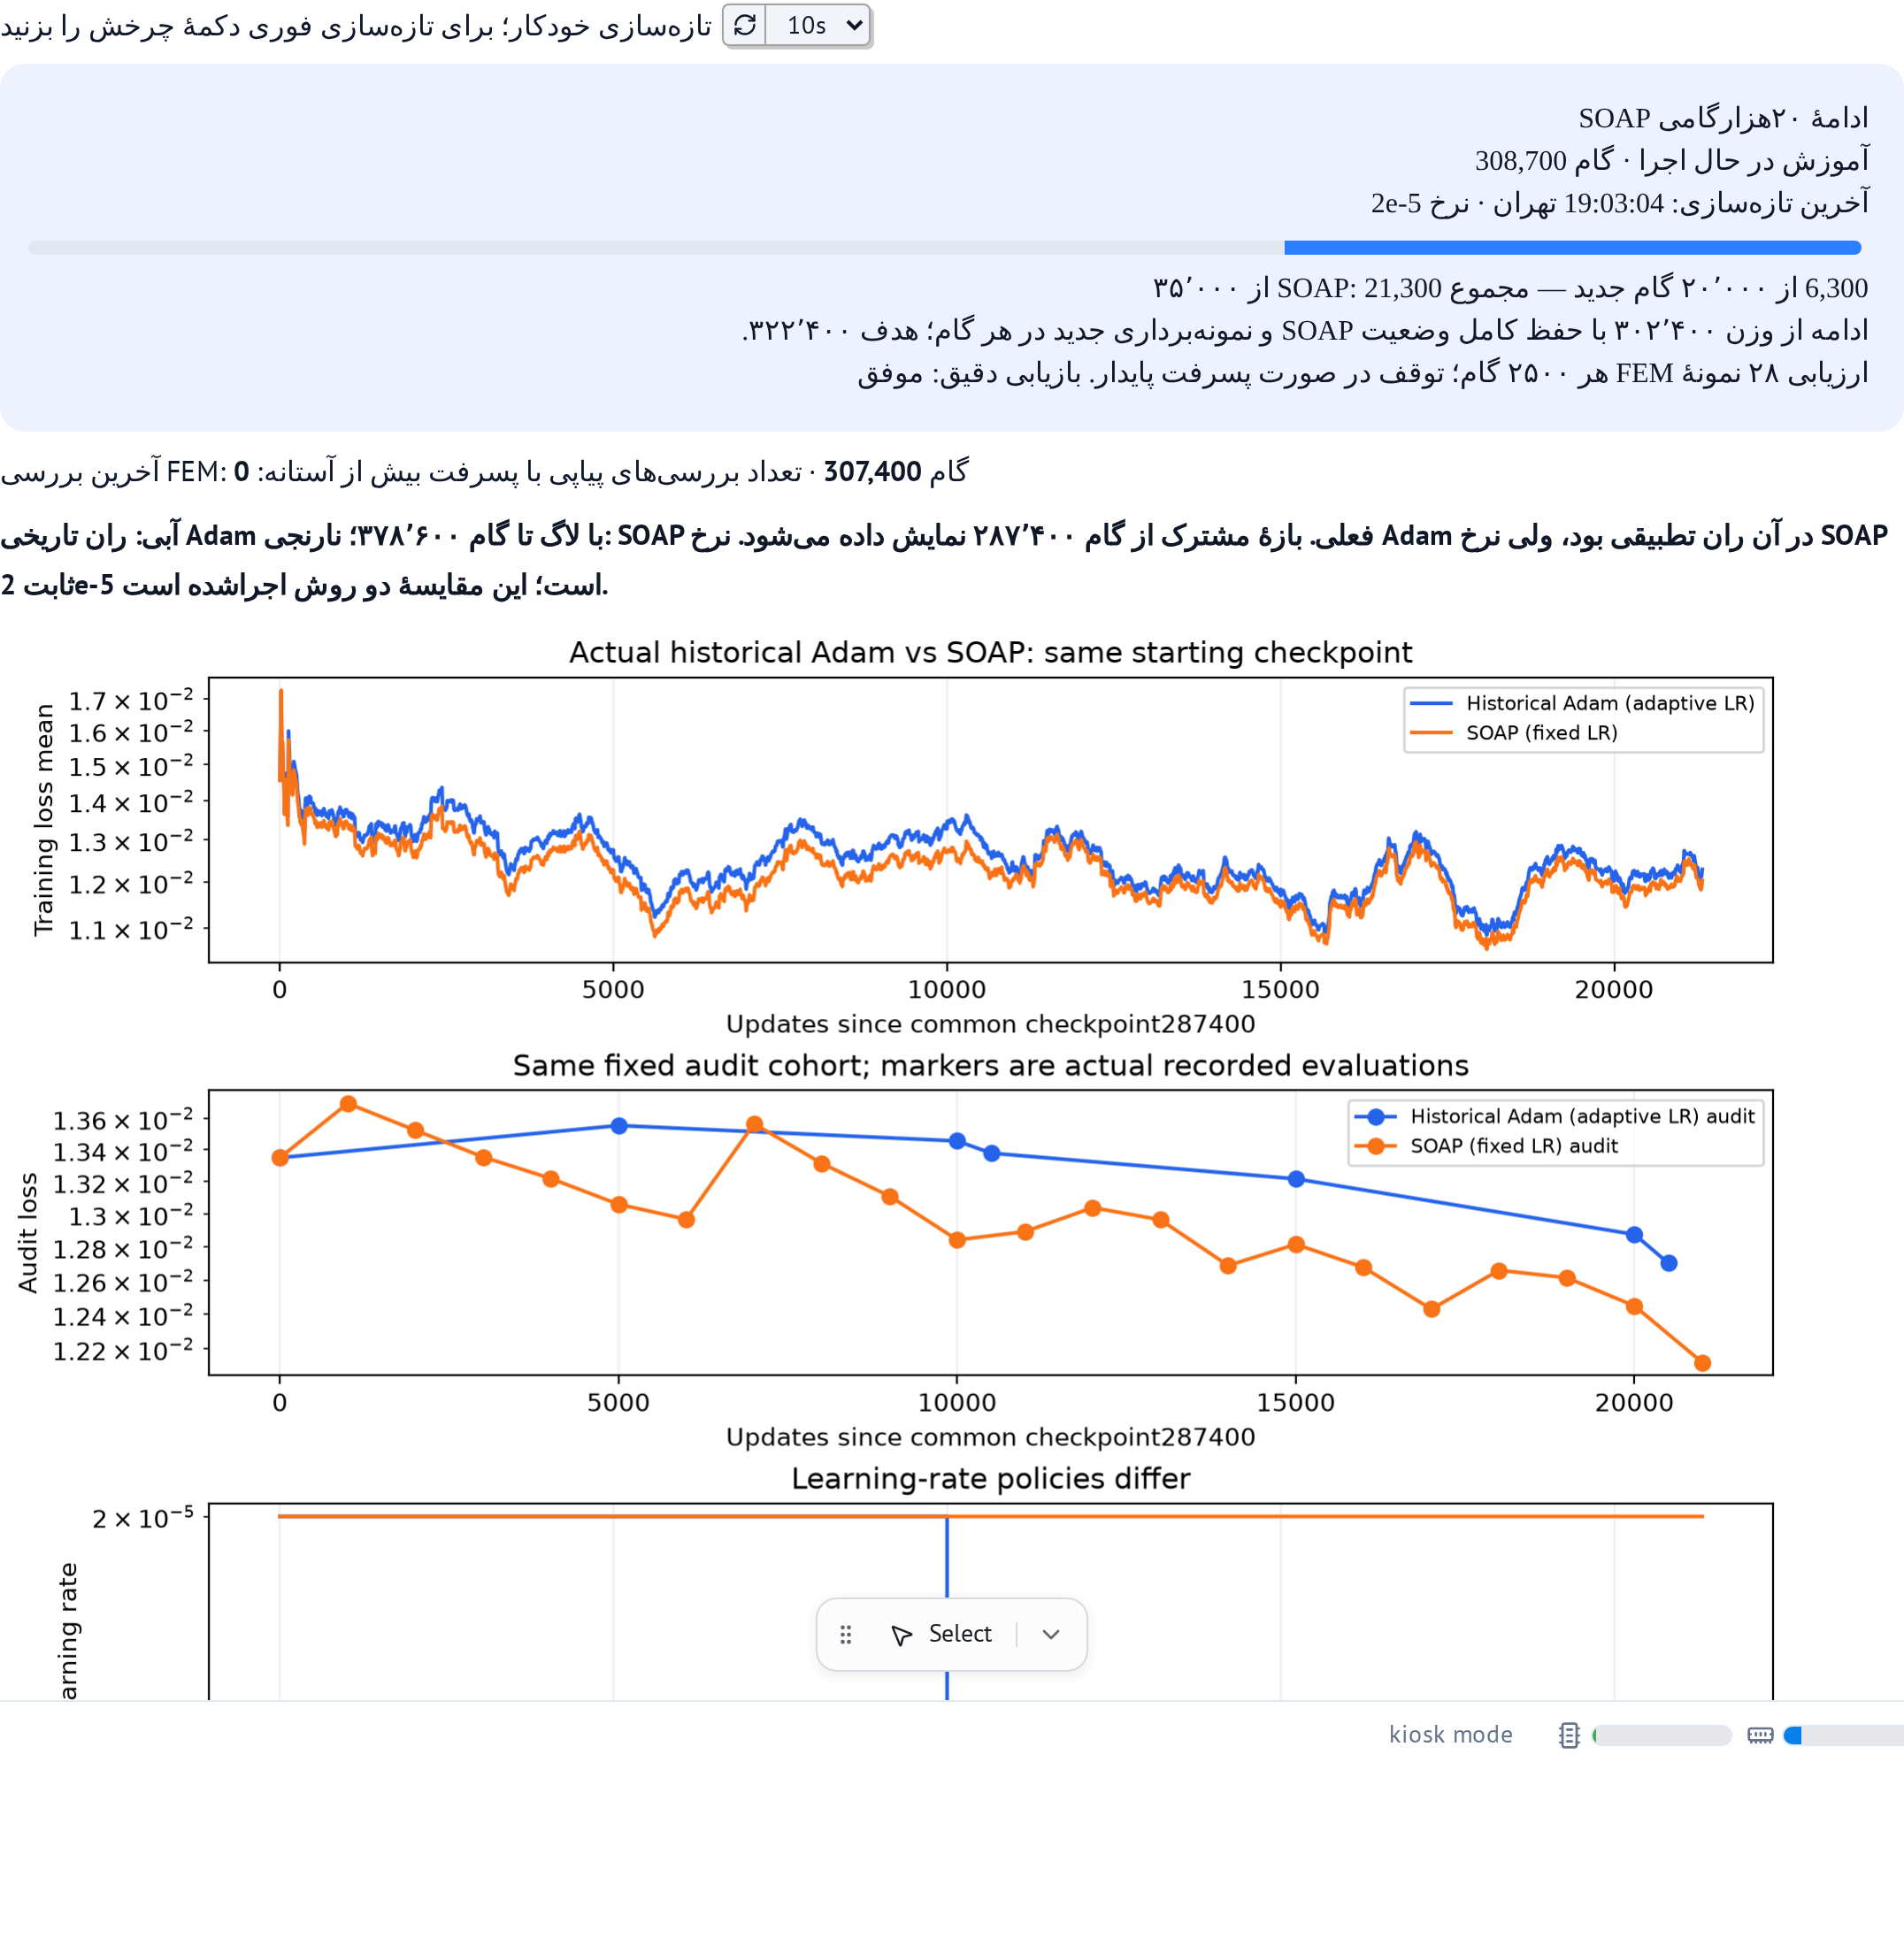 تازه‌سازی خودکار؛ برای تازه‌سازی فوری دکمهٔ چرخش را بزنید 10s
ادامهٔ ۲۰هزارگامی SOAP
آموزش در حال اجرا · گام 308,700
آخرین تازه‌سازی: 19:03:04 تهران · نرخ 2e-5
6,300 از ۲۰٬۰۰۰ گام جدید — مجموع SOAP: 21,300 از ۳۵٬۰۰۰
ادامه از وزن ۳۰۲٬۴۰۰ با حفظ کامل وضعیت SOAP و نمونه‌برداری جدید در هر گام؛ هدف ۳۲۲٬۴۰۰.
ارزیابی ۲۸ نمونهٔ FEM هر ۲۵۰۰ گام؛ توقف در صورت پسرفت پایدار. بازیابی دقیق: موفق
آخرین بررسی FEM: گام 307,400 · تعداد بررسی‌های پیاپی با پسرفت بیش از آستانه: 0
آبی: ران تاریخی Adam با لاگ تا گام ۳۷۸٬۶۰۰؛ نارنجی: SOAP فعلی. بازهٔ مشترک از گام ۲۸۷٬۴۰۰ نمایش داده می‌شود. نرخ Adam در آن ران تطبیقی بود، ولی نرخ SOAP
ثابت 2e-5 است؛ این مقایسهٔ دو روش اجراشده است.
Actual historical Adam vs SOAP: same starting checkpoint
Training loss mean
1.7 × 10⁻²
1.6 × 10⁻²
1.5 × 10⁻²
1.4 × 10⁻²
1.3 × 10⁻²
1.2 × 10⁻²
1.1 × 10⁻²
Historical Adam (adaptive LR)
SOAP (fixed LR)
0 5000 10000 15000 20000
Updates since common checkpoint287400
Same fixed audit cohort; markers are actual recorded evaluations
Audit loss
1.36 × 10⁻²
1.34 × 10⁻²
1.32 × 10⁻²
1.3 × 10⁻²
1.28 × 10⁻²
1.26 × 10⁻²
1.24 × 10⁻²
1.22 × 10⁻²
Historical Adam (adaptive LR) audit
SOAP (fixed LR) audit
0 5000 10000 15000 20000
Updates since common checkpoint287400
Learning-rate policies differ
2 × 10⁻⁵
arning rate
Select
kiosk mode